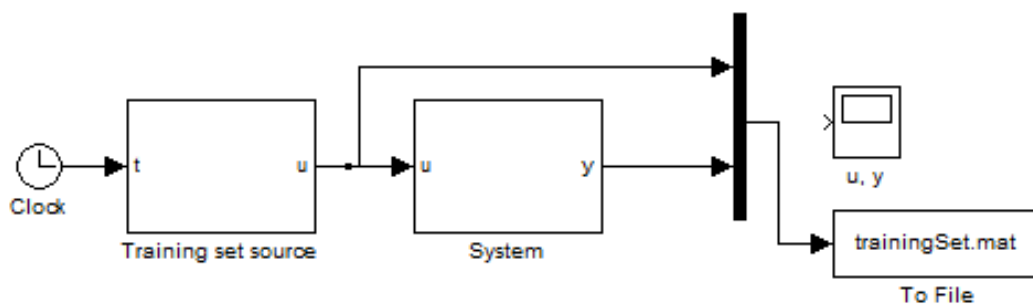 t
u
u
y
Clock
Training set source
System
u, y
trainingSet.mat
To File